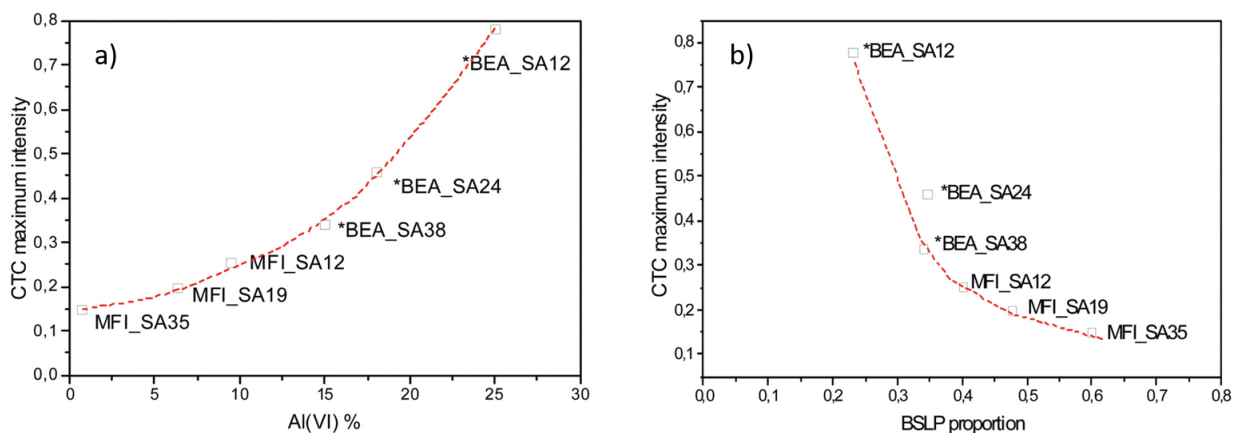 a)
0,8
0,7
0,6
0,5
0,4
0,3
0,2
0,1
0,0
CTC maximum intensity
*BEA_SA12
*BEA_SA24
*BEA_SA38
MFI_SA12
MFI_SA19
MFI_SA35
0 5 10 15 20 25 30
Al(VI) %
b)
0,8
0,7
0,6
0,5
0,4
0,3
0,2
0,1
CTC maximum intensity
*BEA_SA12
*BEA_SA24
*BEA_SA38
MFI_SA12
MFI_SA19
MFI_SA35
0,0 0,1 0,2 0,3 0,4 0,5 0,6 0,7 0,8
BSLP proportion